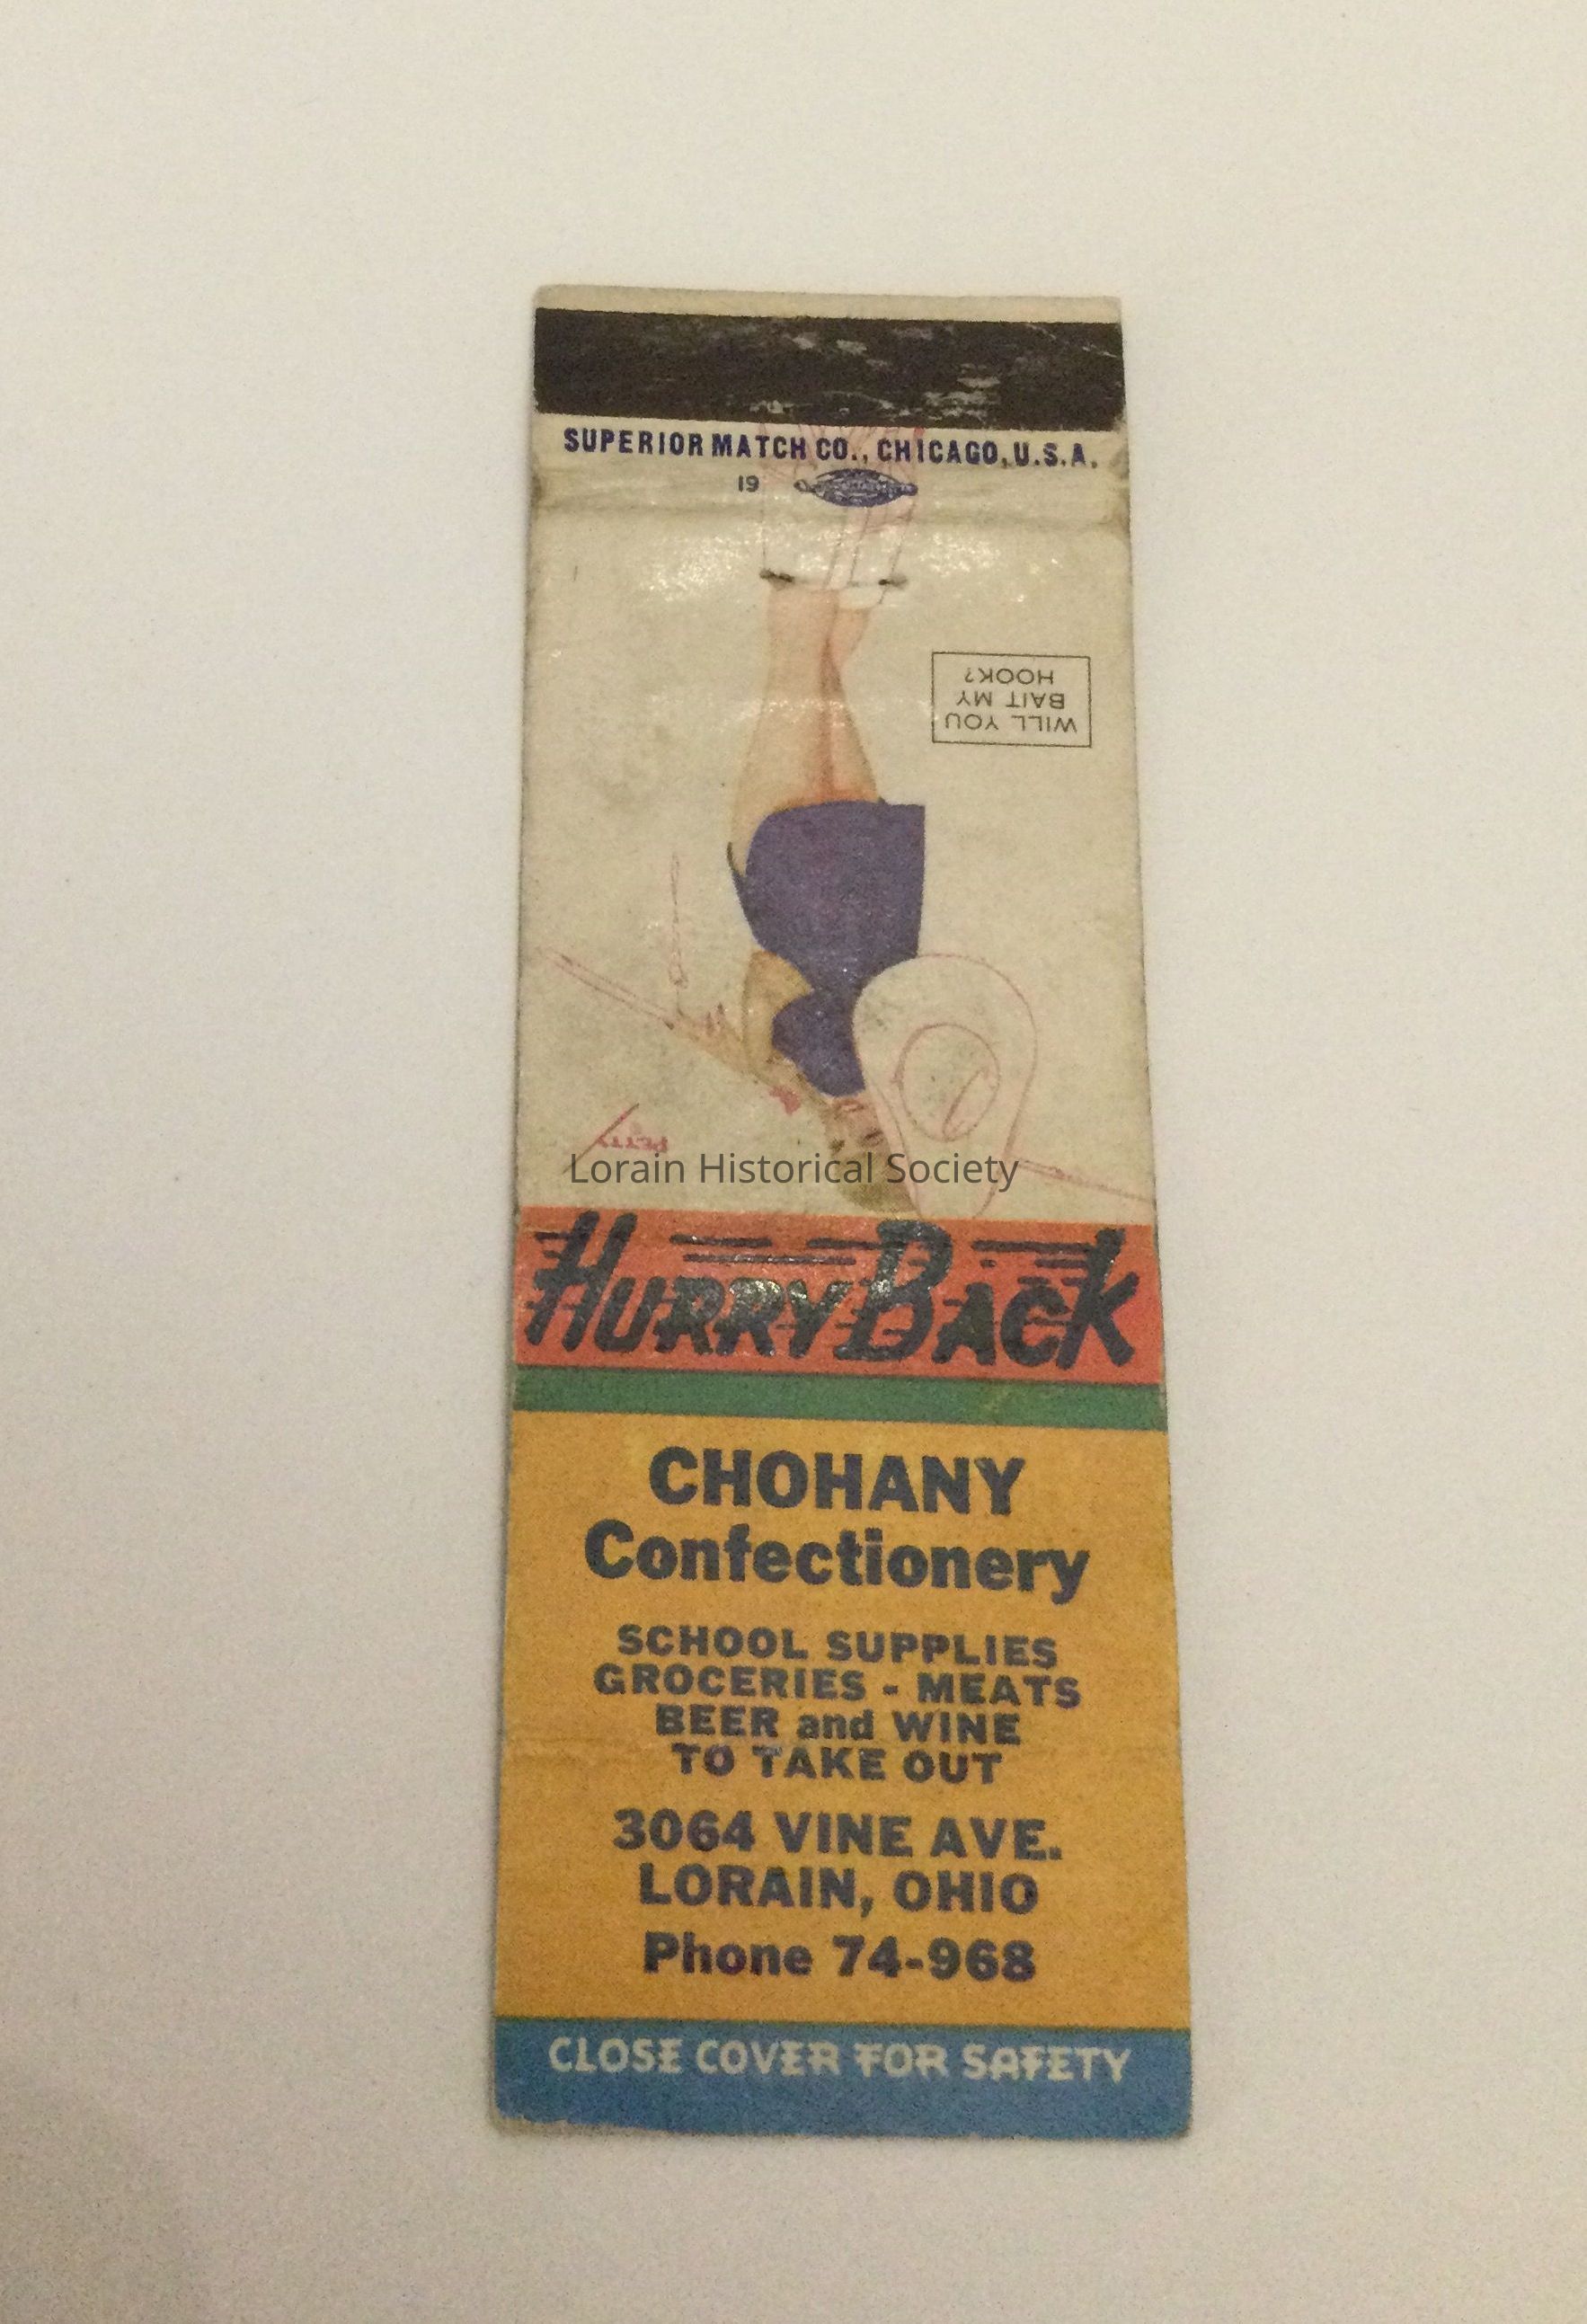 SUPERIOR MATCH CO., CHICAGO, U.S.A.
19
WILL YOU
BAIT MY
HOOK?
PETTY
Lorain Historical Society
HURRY BACK
CHOHANY
Confectionery
SCHOOL SUPPLIES
GROCERIES - MEATS
BEER and WINE
TO TAKE OUT
3064 VINE AVE.
LORAIN, OHIO
Phone 74-968
CLOSE COVER FOR SAFETY